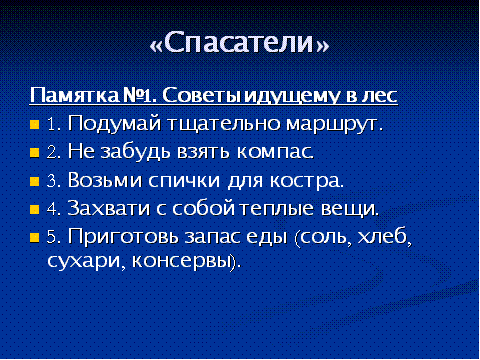 «Спасатели»
Памятка №1. Советы идущему в лес
1. Подумай тщательно маршрут.
2. Не забудь взять компас.
3. Возьми спички для костра.
4. Захвати с собой теплые вещи.
5. Приготовь запас еды (соль, хлеб,
сухари, консервы).